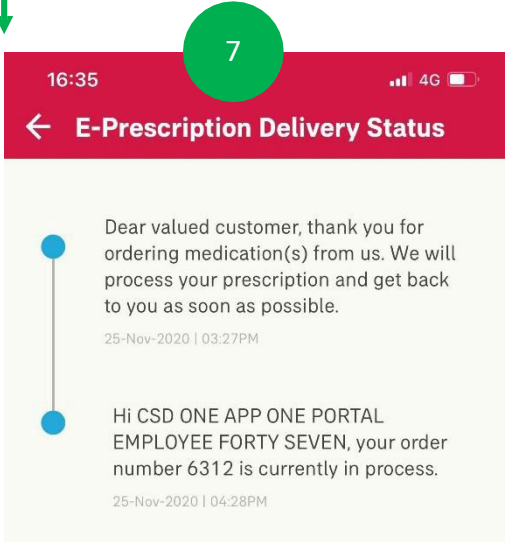 7
16:35
4G
E-Prescription Delivery Status
Dear valued customer, thank you for
ordering medication(s) from us. We will
process your prescription and get back
to you as soon as possible.
25-Nov-2020 | 03:27PM
Hi CSD ONE APP ONE PORTAL
EMPLOYEE FORTY SEVEN, your order
number 6312 is currently in process.
25-Nov-2020 | 04:28PM